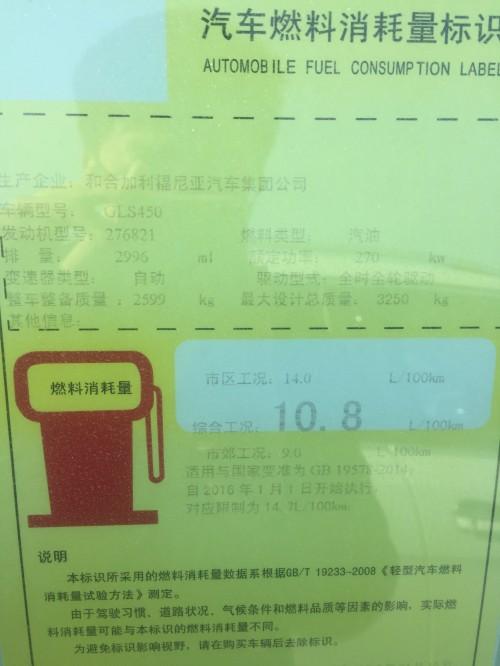 汽车燃料消耗量标识
AUTOMOBILE FUEL CONSUMPTION LABEL
生产企业：和合加利福尼亚汽车集团公司
车辆型号：GLS450
发动机型号：276821 燃料类型：汽油
排 量：2996 ml 额定功率：270 kw
变速器类型：自动 驱动型式：全时全轮驱动
整车整备质量：2599 kg 最大设计总质量：3250 kg
其他信息：
燃料消耗量
市区工况：14.0 L/100km
综合工况：10.8 L/100km
市郊工况：9.0 L/100km
适用与国家变准为 GB 19578-2014，
自 2016 年 1 月 1 日开始执行，
对应限制为 14.7L/100km
说明
本标识所采用的燃料消耗量数据系根据GB/T 19233-2008《轻型汽车燃料
消耗量试验方法》测定。
由于驾驶习惯、道路状况、气候条件和燃料品质等因素的影响，实际燃
料消耗量可能与本标识的燃料消耗量不同。
为避免标识影响视野，请在购买车辆后去除标识。